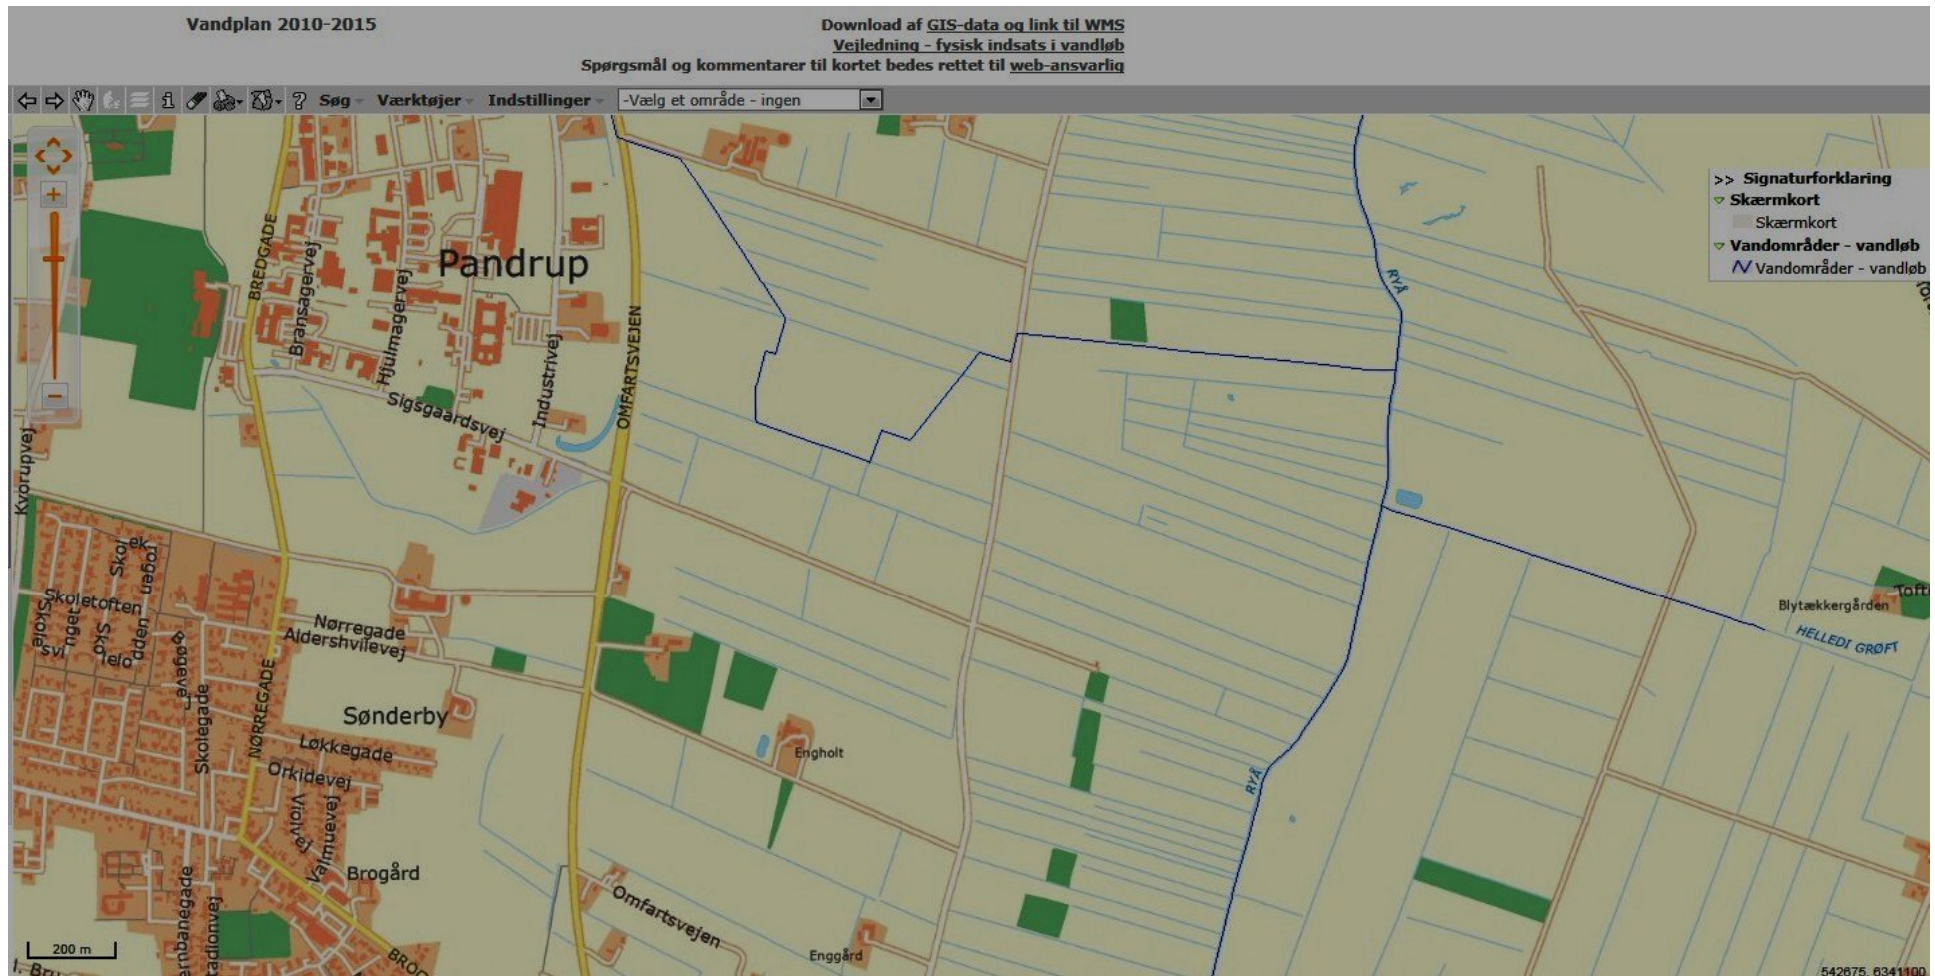 Vandplan 2010-2015
Download af GIS-data og link til WMS
Vejledning - fysisk indsats i vandløb
Spørgsmål og kommentarer til kortet bedes rettet til web-ansvarlig
Søg Værktøjer Indstillinger -Vælg et område - ingen
>> Signaturforklaring
Skærmkort
Skærmkort
Vandområder - vandløb
Vandområder - vandløb
Pandrup
BREDGADE
Bransagervej
Hjulmagervej
Industrivej
OMFARTSVEJEN
Sigsgaardsvej
Kvorupvej
RYÅ
Skoletoften
Nørregade
Aldershvilevej
NØRREGADE
Skolegade
Sønderby
Løkkegade
Orkidevej
Violvej
Valmuevej
Brogård
Engholt
RYÅ
Blytækkergården
HELLEDI GRØFT
Omfartsvejen
Enggård
200 m
542675, 6341100